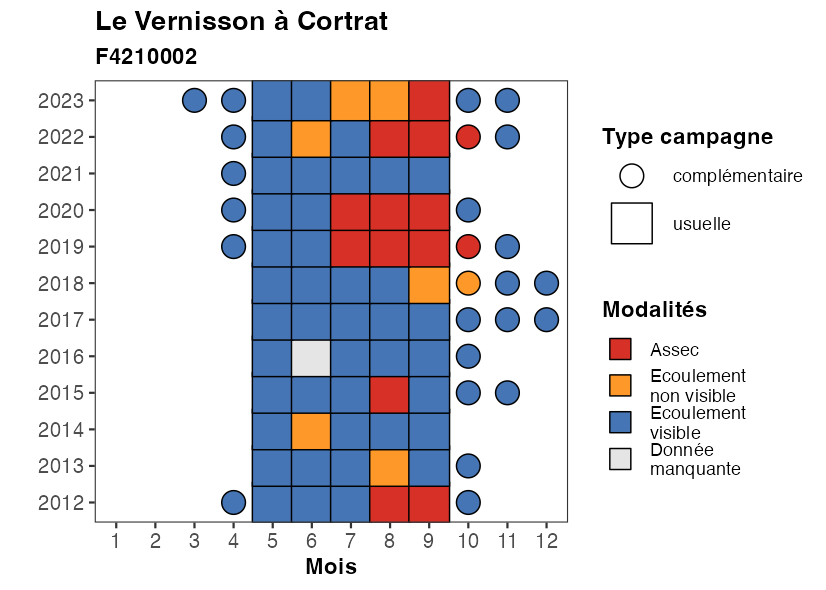 Le Vernisson à Cortrat
F4210002
2023
2022
2021
2020
2019
2018
2017
2016
2015
2014
2013
2012
1 2 3 4 5 6 7 8 9 10 11 12
Mois
Type campagne
complémentaire
usuelle
Modalités
Assec
Ecoulement
non visible
Ecoulement
visible
Donnée
manquante